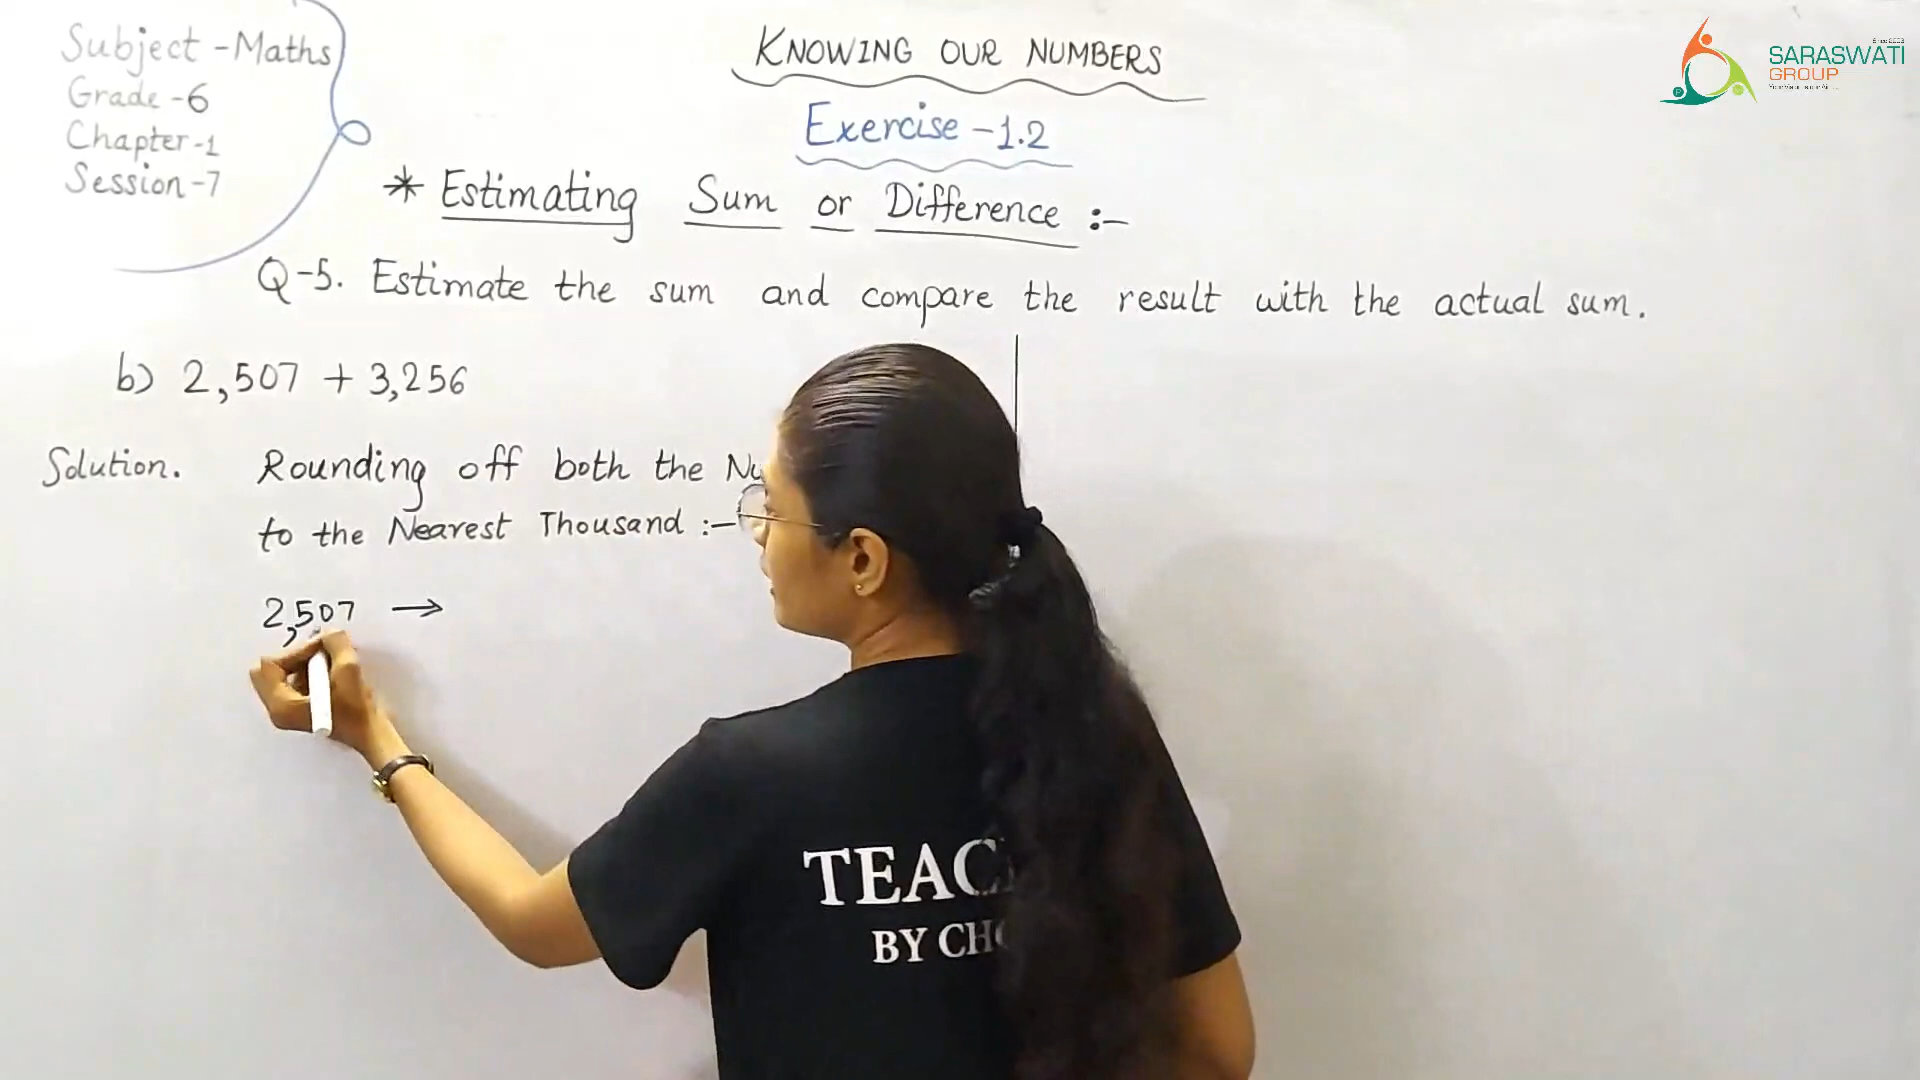 Subject - Maths
Grade - 6
Chapter - 1
Session - 7
KNOWING OUR NUMBERS
Exercise - 1.2
* Estimating Sum or Difference :-
Q-5. Estimate the sum and compare the result with the actual sum.
b) 2,507 + 3,256
Solution. Rounding off both the
to the Nearest Thousand :-
2,507 →
SARASWATI
GROUP
TEAC
BY CHO